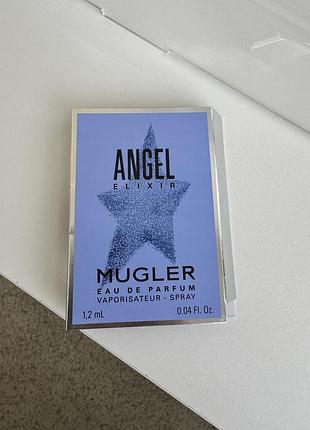 ANGEL
ELIXIR
MUGLER
EAU DE PARFUM
VAPORISATEUR - SPRAY
1,2 mL 0.04 Fl. Oz.